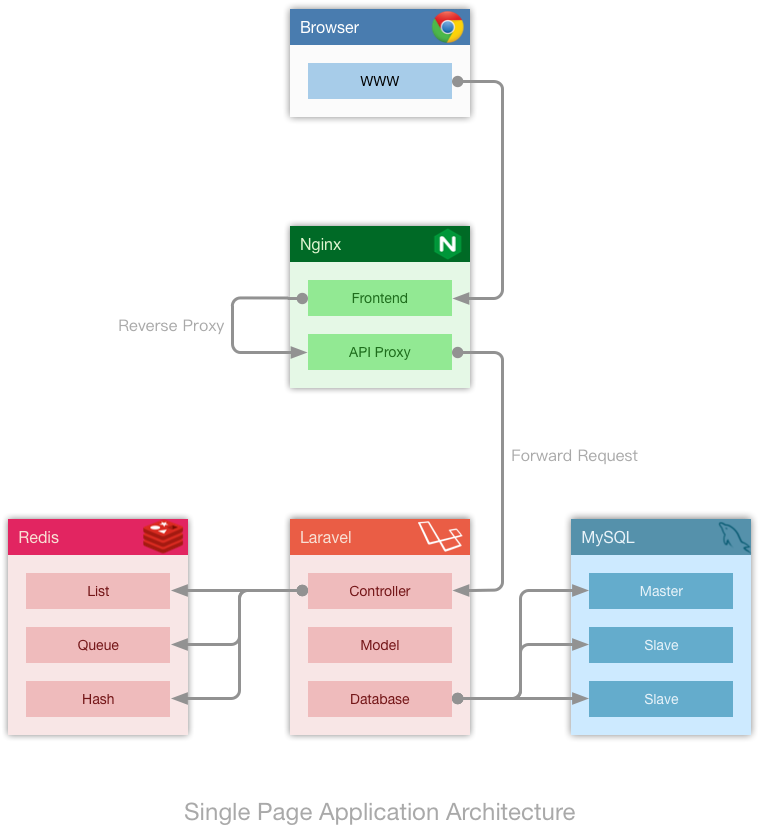 Browser
WWW
Nginx
N
Frontend
Reverse Proxy
API Proxy
Forward Request
Redis
List
Queue
Hash
Laravel
Controller
Model
Database
MySQL
Master
Slave
Slave
Single Page Application Architecture